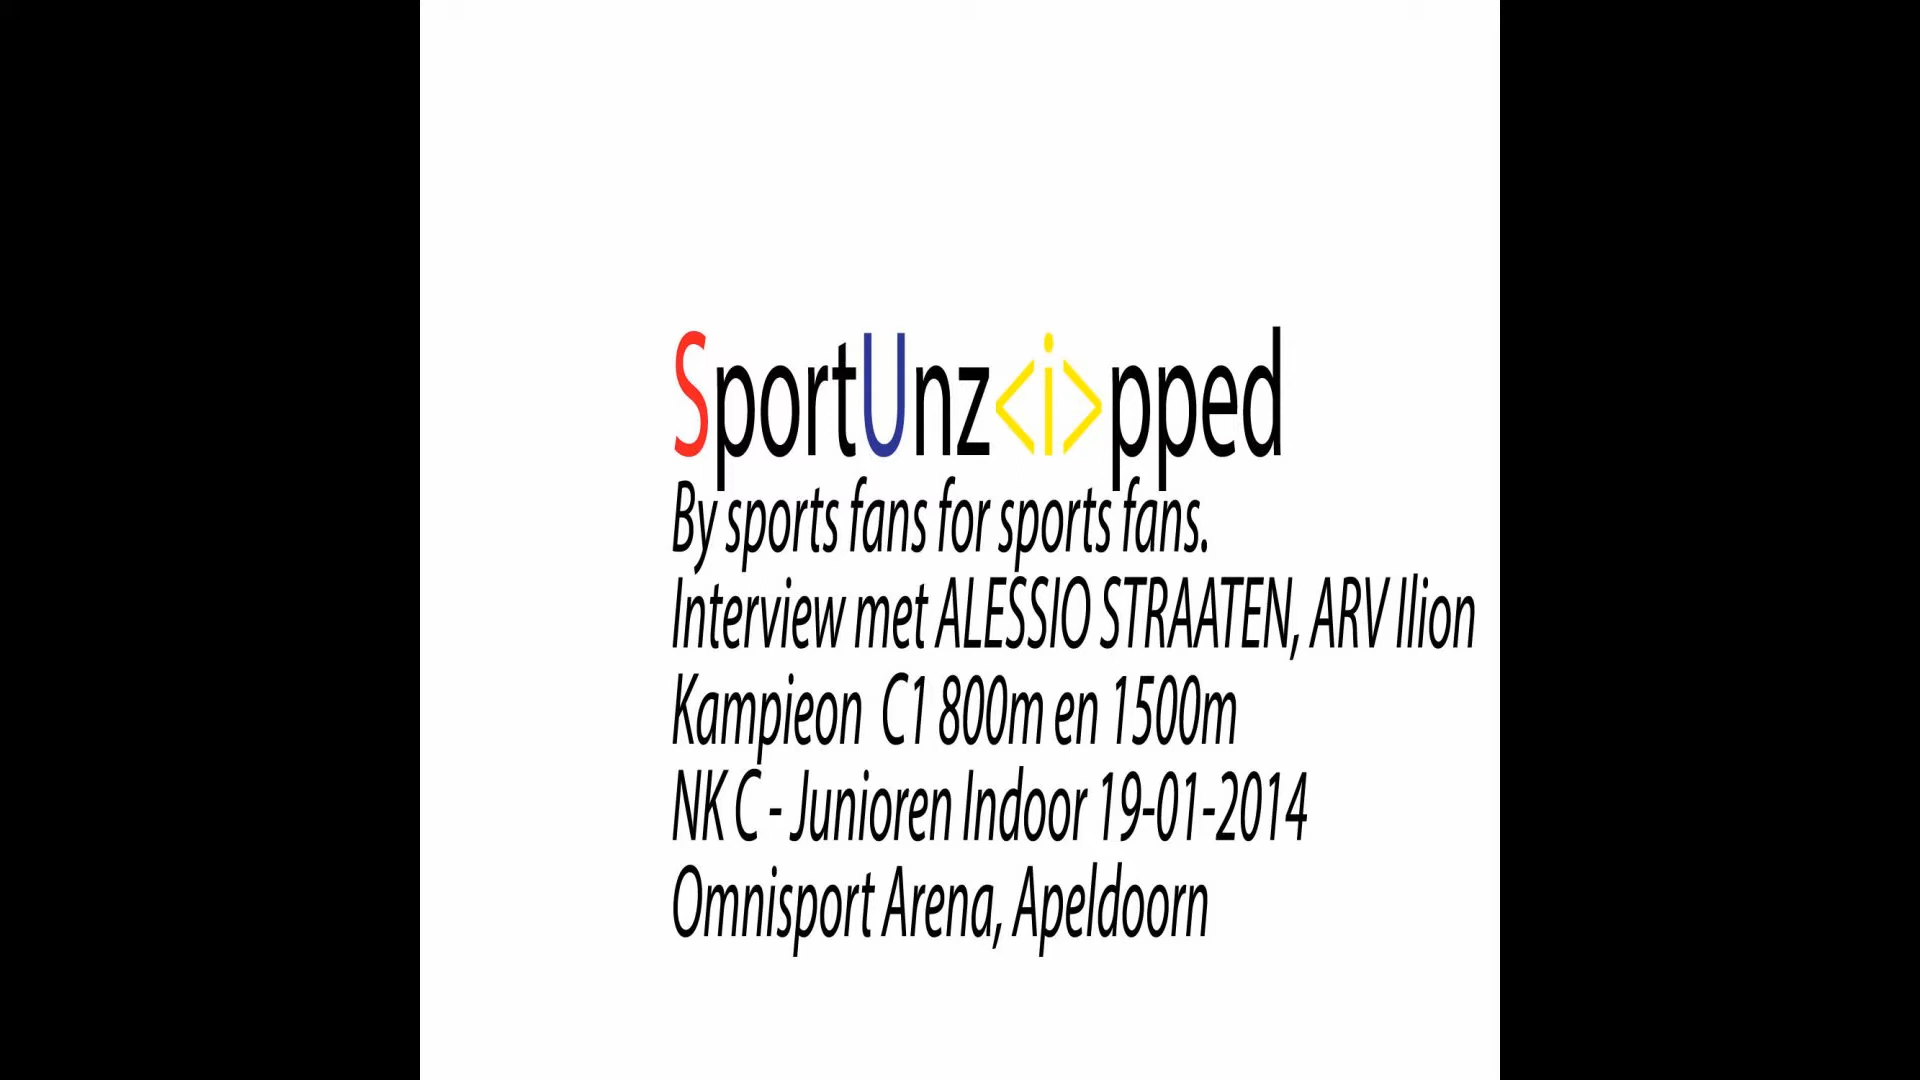 SportUnz<i>pped
By sports fans for sports fans.
Interview met ALESSIO STRAATEN, ARV Ilion
Kampieon C1 800m en 1500m
NK C - Junioren Indoor 19-01-2014
Omnisport Arena, Apeldoorn